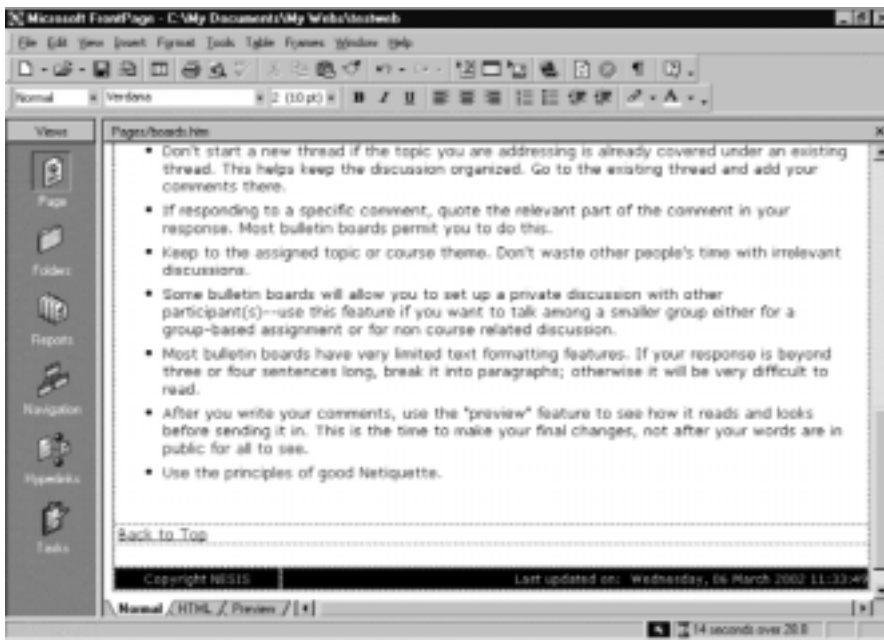 Microsoft FrontPage - C:\My Documents\My Webs\testweb
File Edit View Insert Format Tools Table Frames Window Help
Normal Verdana 2 (10 pt) B I U A
Views Pages/boards.htm
Page
Folders
Reports
Navigation
Hyperlinks
Tasks
• Don't start a new thread if the topic you are addressing is already covered under an existing
thread. This helps keep the discussion organized. Go to the existing thread and add your
comments there.
• If responding to a specific comment, quote the relevant part of the comment in your
response. Most bulletin boards permit you to do this.
• Keep to the assigned topic or course theme. Don't waste other people's time with irrelevant
discussions.
• Some bulletin boards will allow you to set up a private discussion with other
participant(s)--use this feature if you want to talk among a smaller group either for a
group-based assignment or for non course related discussion.
• Most bulletin boards have very limited text formatting features. If your response is beyond
three or four sentences long, break it into paragraphs; otherwise it will be very difficult to
read.
• After you write your comments, use the "preview" feature to see how it reads and looks
before sending it in. This is the time to make your final changes, not after your words are in
public for all to see.
• Use the principles of good Netiquette.
Back to Top
Copyright NESIS Last updated on: Wednesday, 06 March 2002 11:33:49
Normal HTML Preview
14 seconds over 28.8